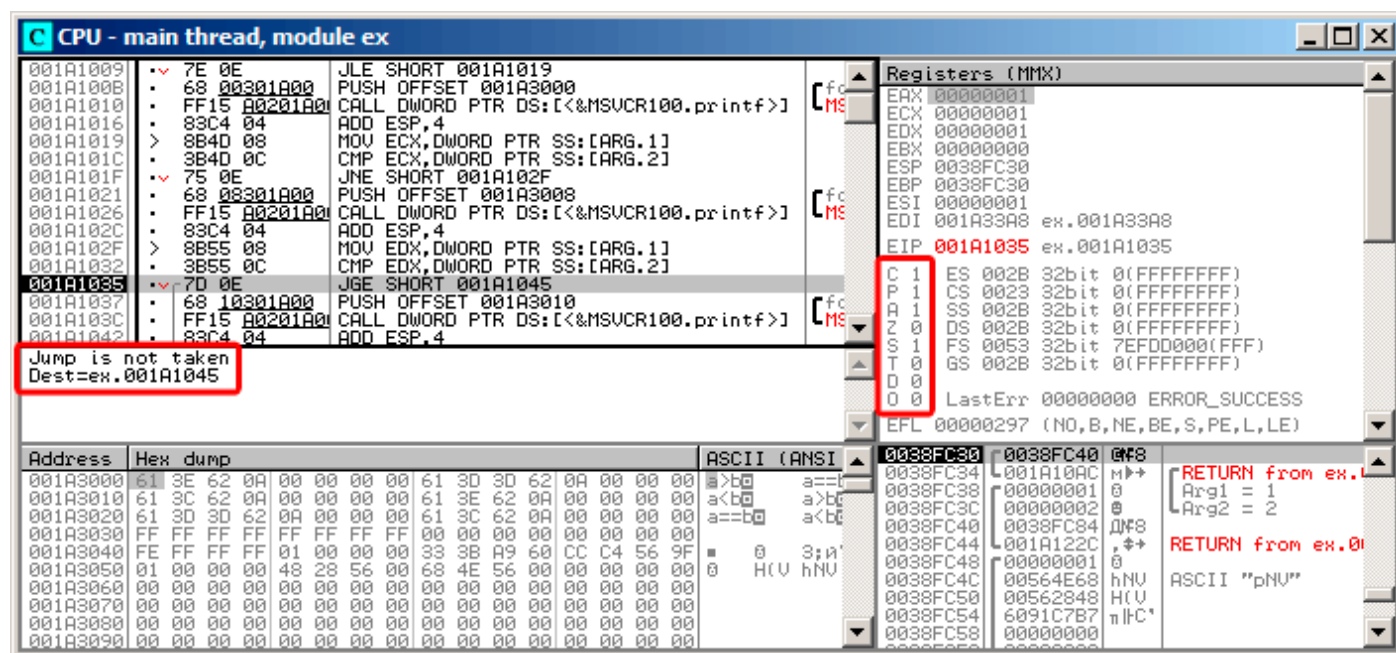 CPU - main thread, module ex
001A1009 7E 0E JLE SHORT 001A1019
001A100B 68 00301A00 PUSH OFFSET 001A3000
001A1010 FF15 A0201A0 CALL DWORD PTR DS:[<&MSVCR100.printf>]
001A1016 83C4 04 ADD ESP,4
001A1019 > 8B4D 08 MOV ECX,DWORD PTR SS:[ARG.1]
001A101C 3B4D 0C CMP ECX,DWORD PTR SS:[ARG.2]
001A101F 75 0E JNE SHORT 001A102F
001A1021 68 08301A00 PUSH OFFSET 001A3008
001A1026 FF15 A0201A0 CALL DWORD PTR DS:[<&MSVCR100.printf>]
001A102C 83C4 04 ADD ESP,4
001A102F > 8B55 08 MOV EDX,DWORD PTR SS:[ARG.1]
001A1032 3B55 0C CMP EDX,DWORD PTR SS:[ARG.2]
001A1035 7D 0E JGE SHORT 001A1045
001A1037 68 10301A00 PUSH OFFSET 001A3010
001A103C FF15 A0201A0 CALL DWORD PTR DS:[<&MSVCR100.printf>]
001A1042 83C4 04 ADD ESP,4
Jump is not taken
Dest=ex.001A1045
Registers (MMX)
EAX 00000001
ECX 00000001
EDX 00000001
EBX 00000000
ESP 0038FC30
EBP 0038FC30
ESI 00000001
EDI 001A33A8 ex.001A33A8
EIP 001A1035 ex.001A1035
C 1 ES 002B 32bit 0(FFFFFFFF)
P 1 CS 0023 32bit 0(FFFFFFFF)
A 1 SS 002B 32bit 0(FFFFFFFF)
Z 0 DS 002B 32bit 0(FFFFFFFF)
S 1 FS 0053 32bit 7EFDD000(FFF)
T 0 GS 002B 32bit 0(FFFFFFFF)
D 0
O 0 LastErr 00000000 ERROR_SUCCESS
EFL 00000297 (NO,B,NE,BE,S,PE,L,LE)
Address Hex dump ASCII (ANSI
001A3000 61 3E 62 0A 00 00 00 00 61 3D 3D 62 0A 00 00 00 a>b a==b
001A3010 61 3C 62 0A 00 00 00 00 61 3E 62 0A 00 00 00 00 a<b a>b
001A3020 61 3D 3D 62 0A 00 00 00 61 3C 62 0A 00 00 00 00 a==b a<b
001A3030 FF FF FF FF FF FF FF FF 00 00 00 00 00 00 00 00
001A3040 FE FF FF FF 01 00 00 00 33 3B A9 60 CC C4 56 9F
001A3050 01 00 00 00 48 28 56 00 68 4E 56 00 00 00 00 00 H(V hNV
001A3060 00 00 00 00 00 00 00 00 00 00 00 00 00 00 00 00
001A3070 00 00 00 00 00 00 00 00 00 00 00 00 00 00 00 00
001A3080 00 00 00 00 00 00 00 00 00 00 00 00 00 00 00 00
001A3090 00 00 00 00 00 00 00 00 00 00 00 00 00 00 00 00
0038FC30 0038FC40
0038FC34 001A10AC RETURN from ex.
0038FC38 00000001 Arg1 = 1
0038FC3C 00000002 Arg2 = 2
0038FC40 0038FC84
0038FC44 001A122C RETURN from ex.0
0038FC48 00000001
0038FC4C 00564E68 hNV ASCII "pNV"
0038FC50 00562848 H(V
0038FC54 6091C7B7
0038FC58 00000000